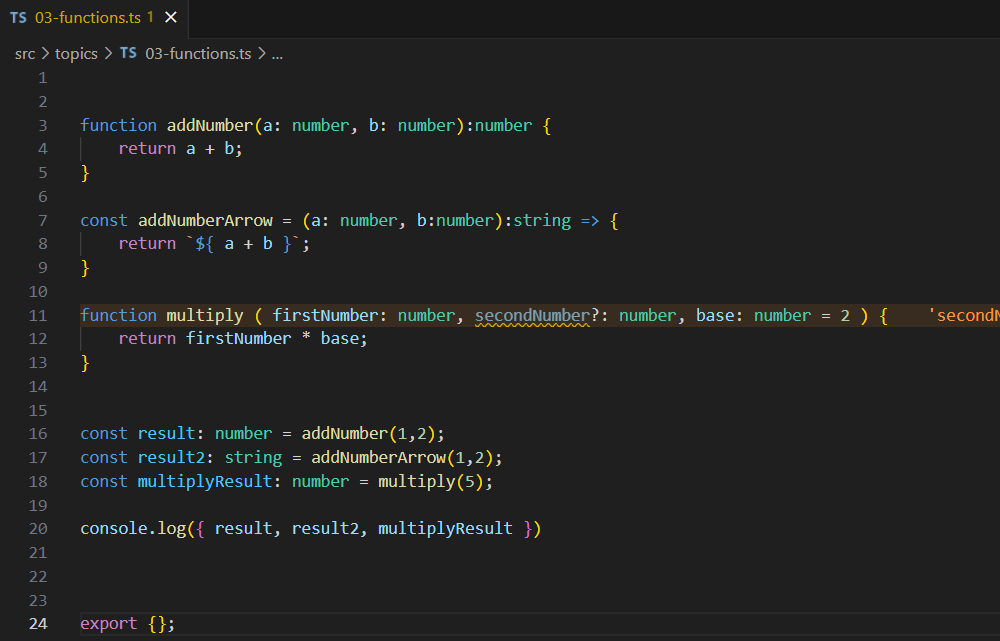 TS 03-functions.ts 1 ×
src > topics > TS 03-functions.ts > ...
1
2
3 function addNumber(a: number, b: number):number {
4     return a + b;
5 }
6
7 const addNumberArrow = (a: number, b:number):string => {
8     return `${ a + b }`;
9 }
10
11 function multiply ( firstNumber: number, secondNumber?: number, base: number = 2 ) {    'secondN
12     return firstNumber * base;
13 }
14
15
16 const result: number = addNumber(1,2);
17 const result2: string = addNumberArrow(1,2);
18 const multiplyResult: number = multiply(5);
19
20 console.log({ result, result2, multiplyResult })
21
22
23
24 export {};